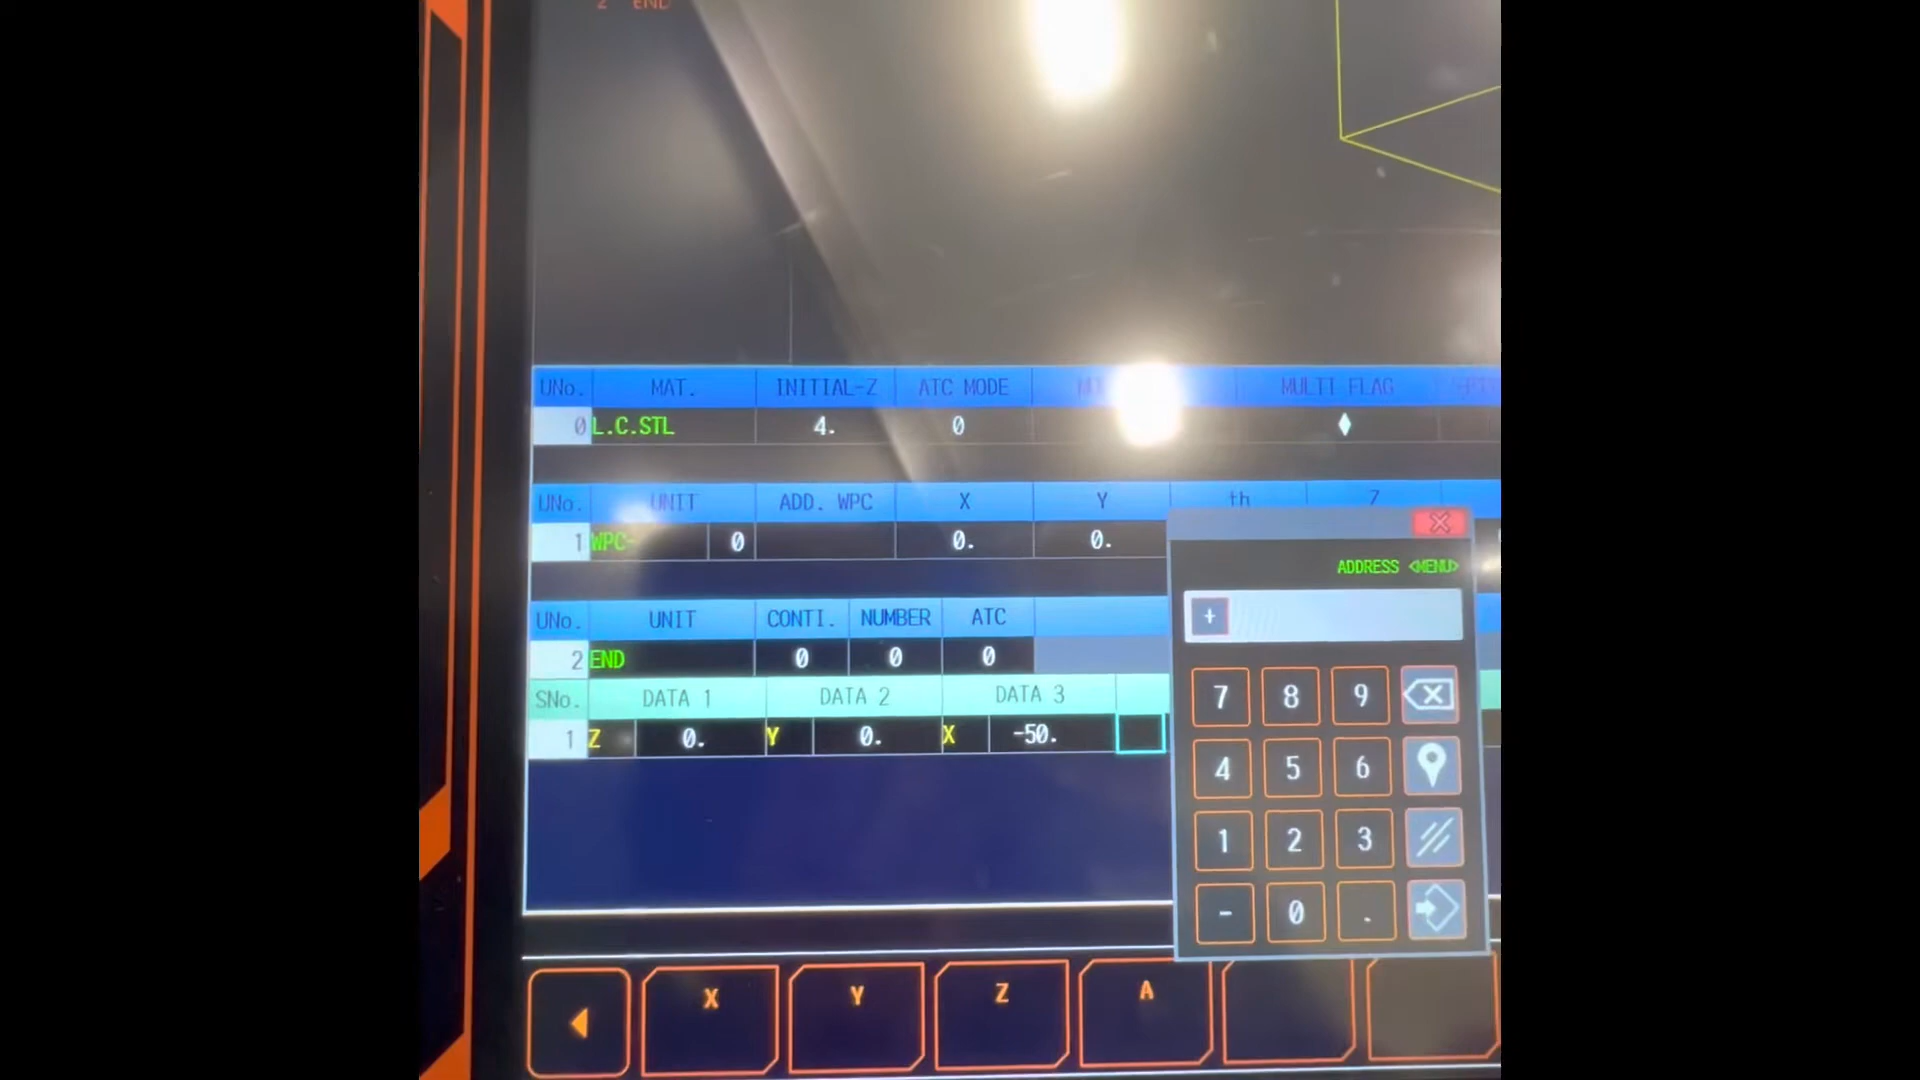 2 END
UNo. MAT. INITIAL-Z ATC MODE MULTI FLAG
0 L.C.STL 4. 0 ♦
UNo. UNIT ADD. WPC X Y th Z
1 WPC- 0 0. 0.
UNo. UNIT CONTI. NUMBER ATC
2 END 0 0 0
SNo. DATA 1 DATA 2 DATA 3
1 Z 0. Y 0. X -50.
ADDRESS <MENU>
+
7 8 9
4 5 6
1 2 3
- 0 .
X Y Z A